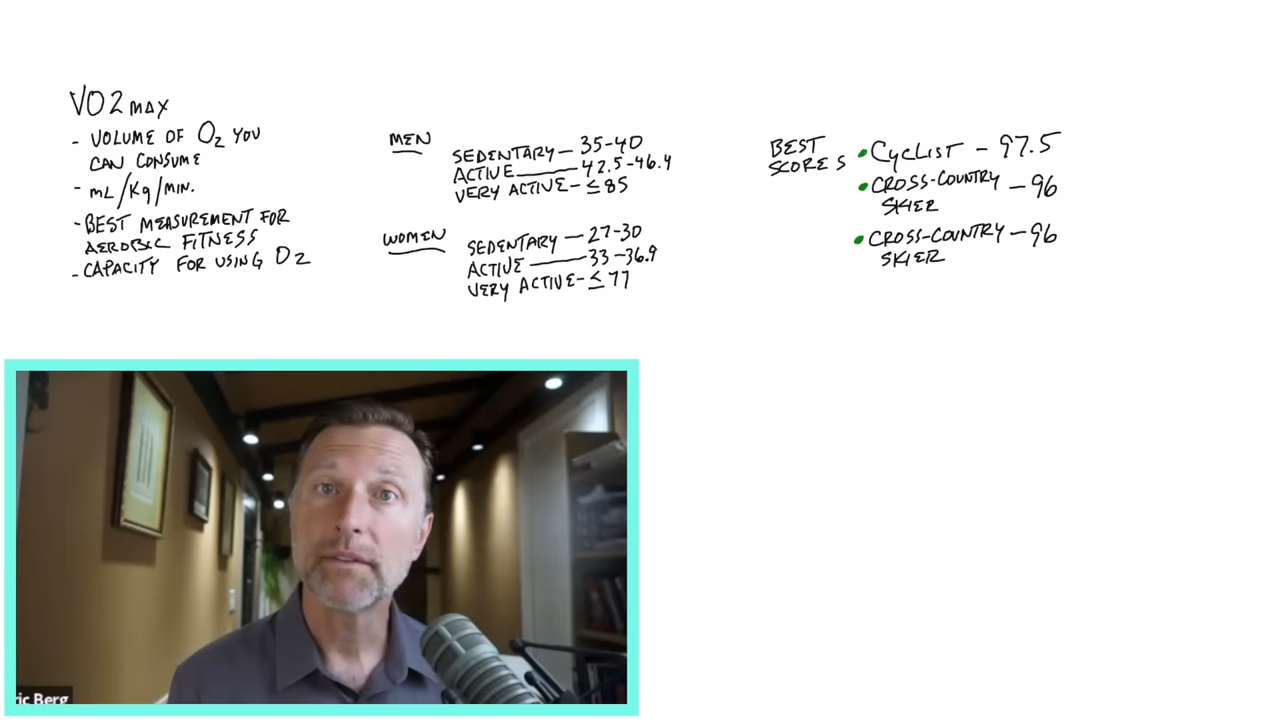 VO2 MAX
- VOLUME OF O2 YOU
CAN CONSUME
- mL/Kg/MIN.
- BEST MEASUREMENT FOR
AEROBIC FITNESS
- CAPACITY FOR USING O2
MEN
SEDENTARY — 35-40
ACTIVE — 42.5-46.4
VERY ACTIVE - ≤ 85
WOMEN
SEDENTARY — 27-30
ACTIVE — 33-36.9
VERY ACTIVE - ≤ 77
BEST
SCORES
• CYCLIST - 97.5
• CROSS-COUNTRY — 96
SKIER
• CROSS-COUNTRY — 96
SKIER
ric Berg